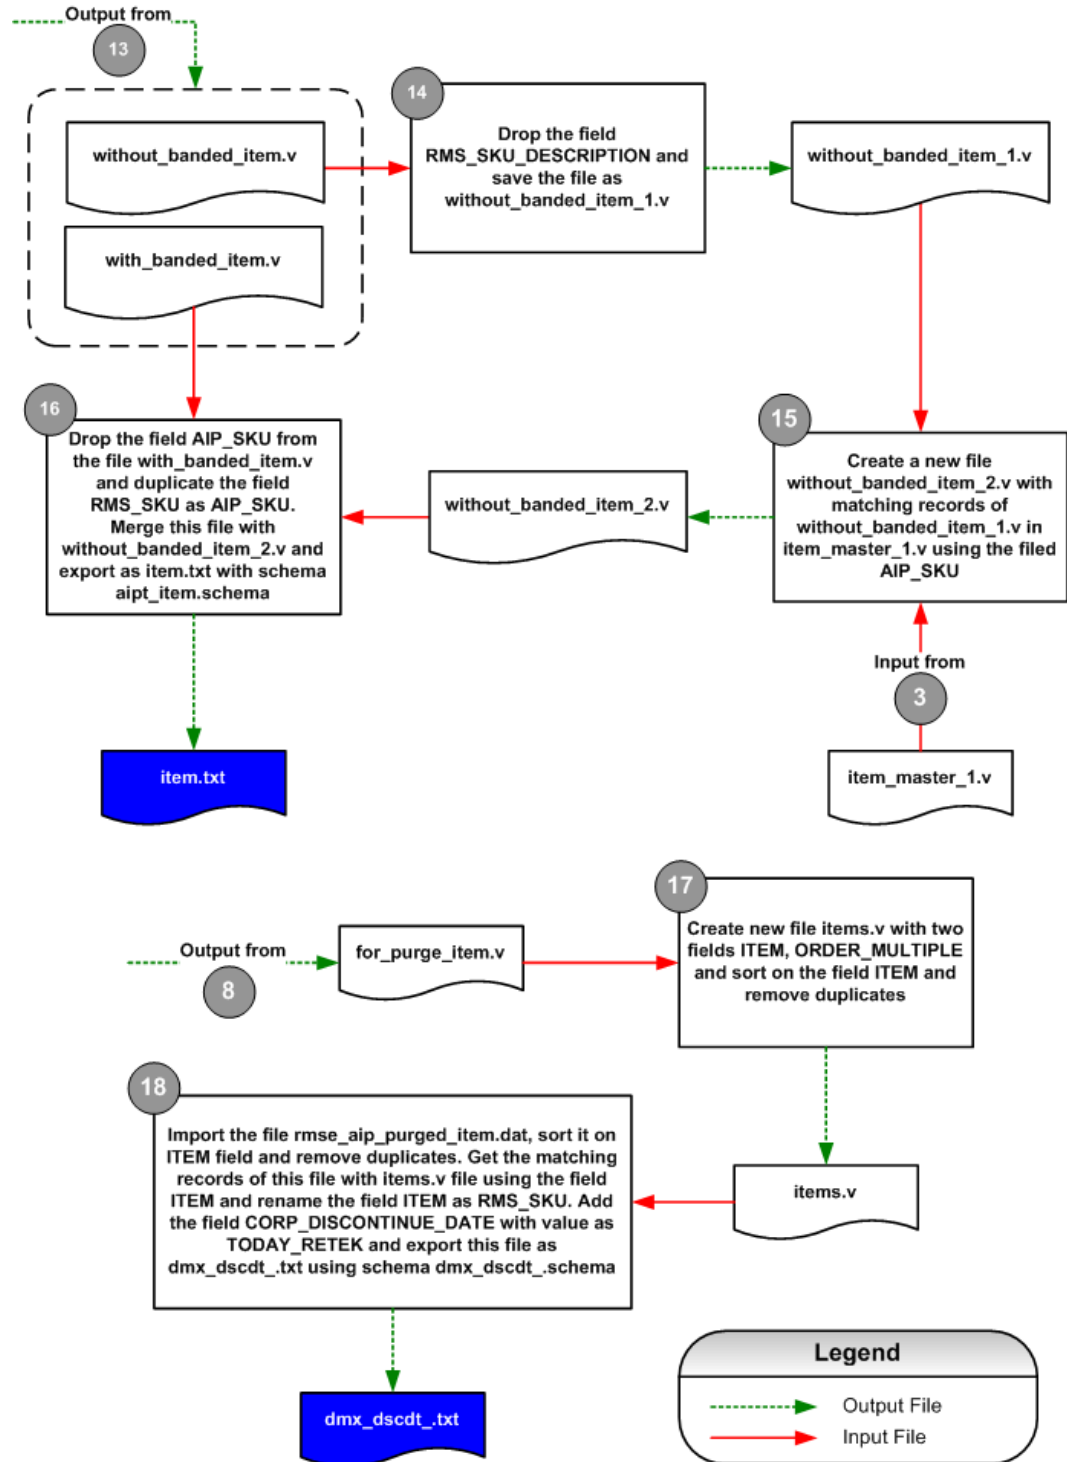 Output from
13
without_banded_item.v
with_banded_item.v
14
Drop the field
RMS_SKU_DESCRIPTION and
save the file as
without_banded_item_1.v
without_banded_item_1.v
16
Drop the field AIP_SKU from
the file with_banded_item.v
and duplicate the field
RMS_SKU as AIP_SKU.
Merge this file with
without_banded_item_2.v and
export as item.txt with schema
aipt_item.schema
without_banded_item_2.v
15
Create a new file
without_banded_item_2.v with
matching records of
without_banded_item_1.v in
item_master_1.v using the filed
AIP_SKU
Input from
3
item_master_1.v
item.txt
Output from
8
for_purge_item.v
17
Create new file items.v with two
fields ITEM, ORDER_MULTIPLE
and sort on the field ITEM and
remove duplicates
18
Import the file rmse_aip_purged_item.dat, sort it on
ITEM field and remove duplicates. Get the matching
records of this file with items.v file using the field
ITEM and rename the field ITEM as RMS_SKU. Add
the field CORP_DISCONTINUE_DATE with value as
TODAY_RETEK and export this file as
dmx_dscdt_.txt using schema dmx_dscdt_.schema
items.v
dmx_dscdt_.txt
Legend
Output File
Input File